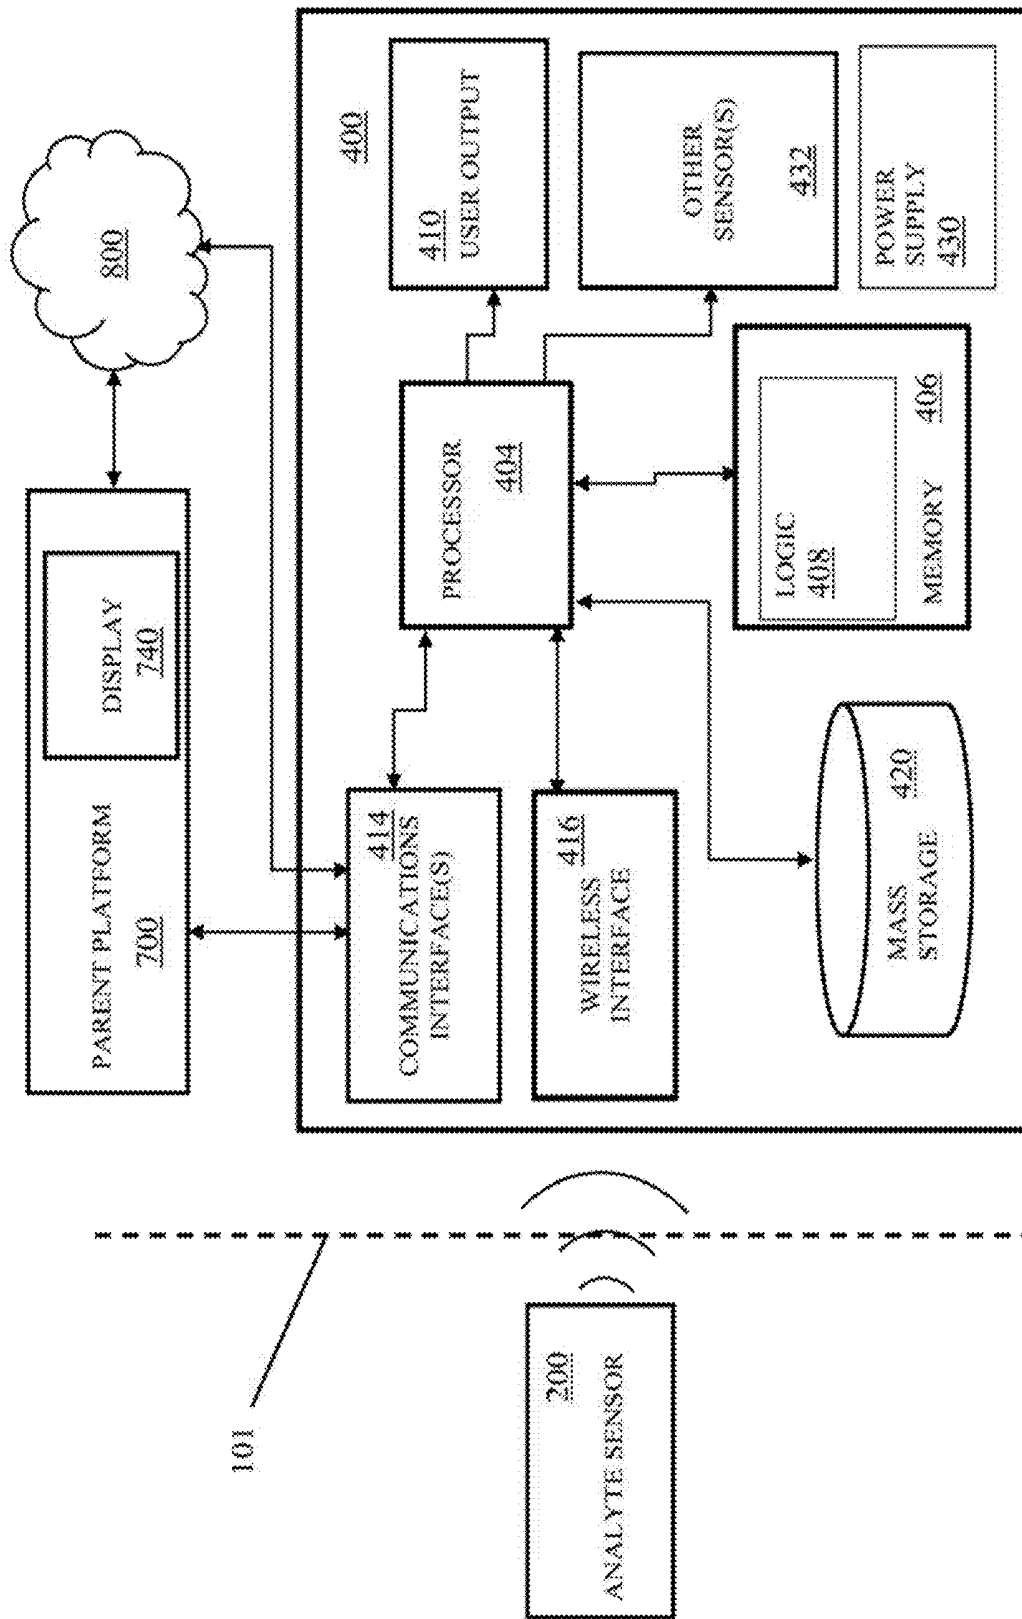 PARENT PLATFORM
700
DISPLAY
740
800
101
400
COMMUNICATIONS
INTERFACE(S)
414
PROCESSOR
404
410
USER OUTPUT
200
ANALYTE SENSOR
416
WIRELESS
INTERFACE
OTHER
SENSOR(S)
432
LOGIC
408
MEMORY 406
MASS
STORAGE
420
POWER
SUPPLY
430